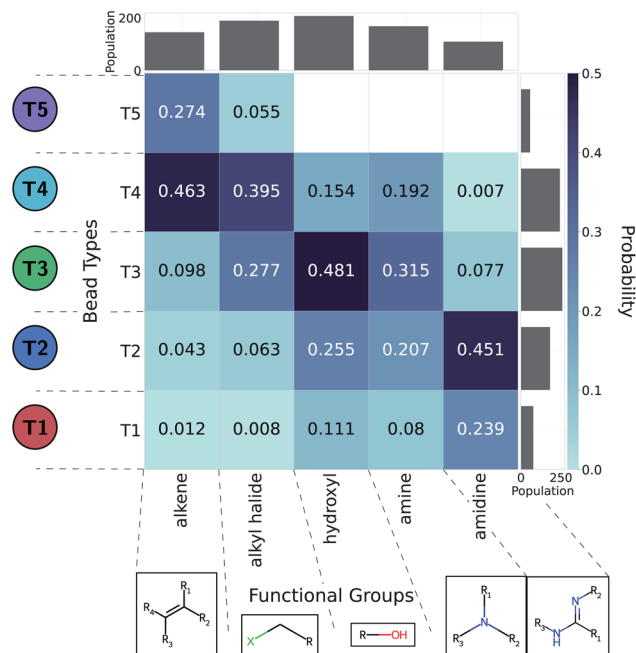 Population
200
0
T5
T5
0.274
0.055
T4
T4
0.463
0.395
0.154
0.192
0.007
T3
T3
0.098
0.277
0.481
0.315
0.077
T2
T2
0.043
0.063
0.255
0.207
0.451
T1
T1
0.012
0.008
0.111
0.08
0.239
Bead Types
0.5
0.4
0.3
0.2
0.1
0.0
Probability
0
250
Population
alkene
alkyl halide
hydroxyl
amine
amidine
Functional Groups
R₁
R₄
R₂
R₃
X
R
R
OH
R₁
N
R₃
R₂
R₂
N
R₃
N
H
R₁